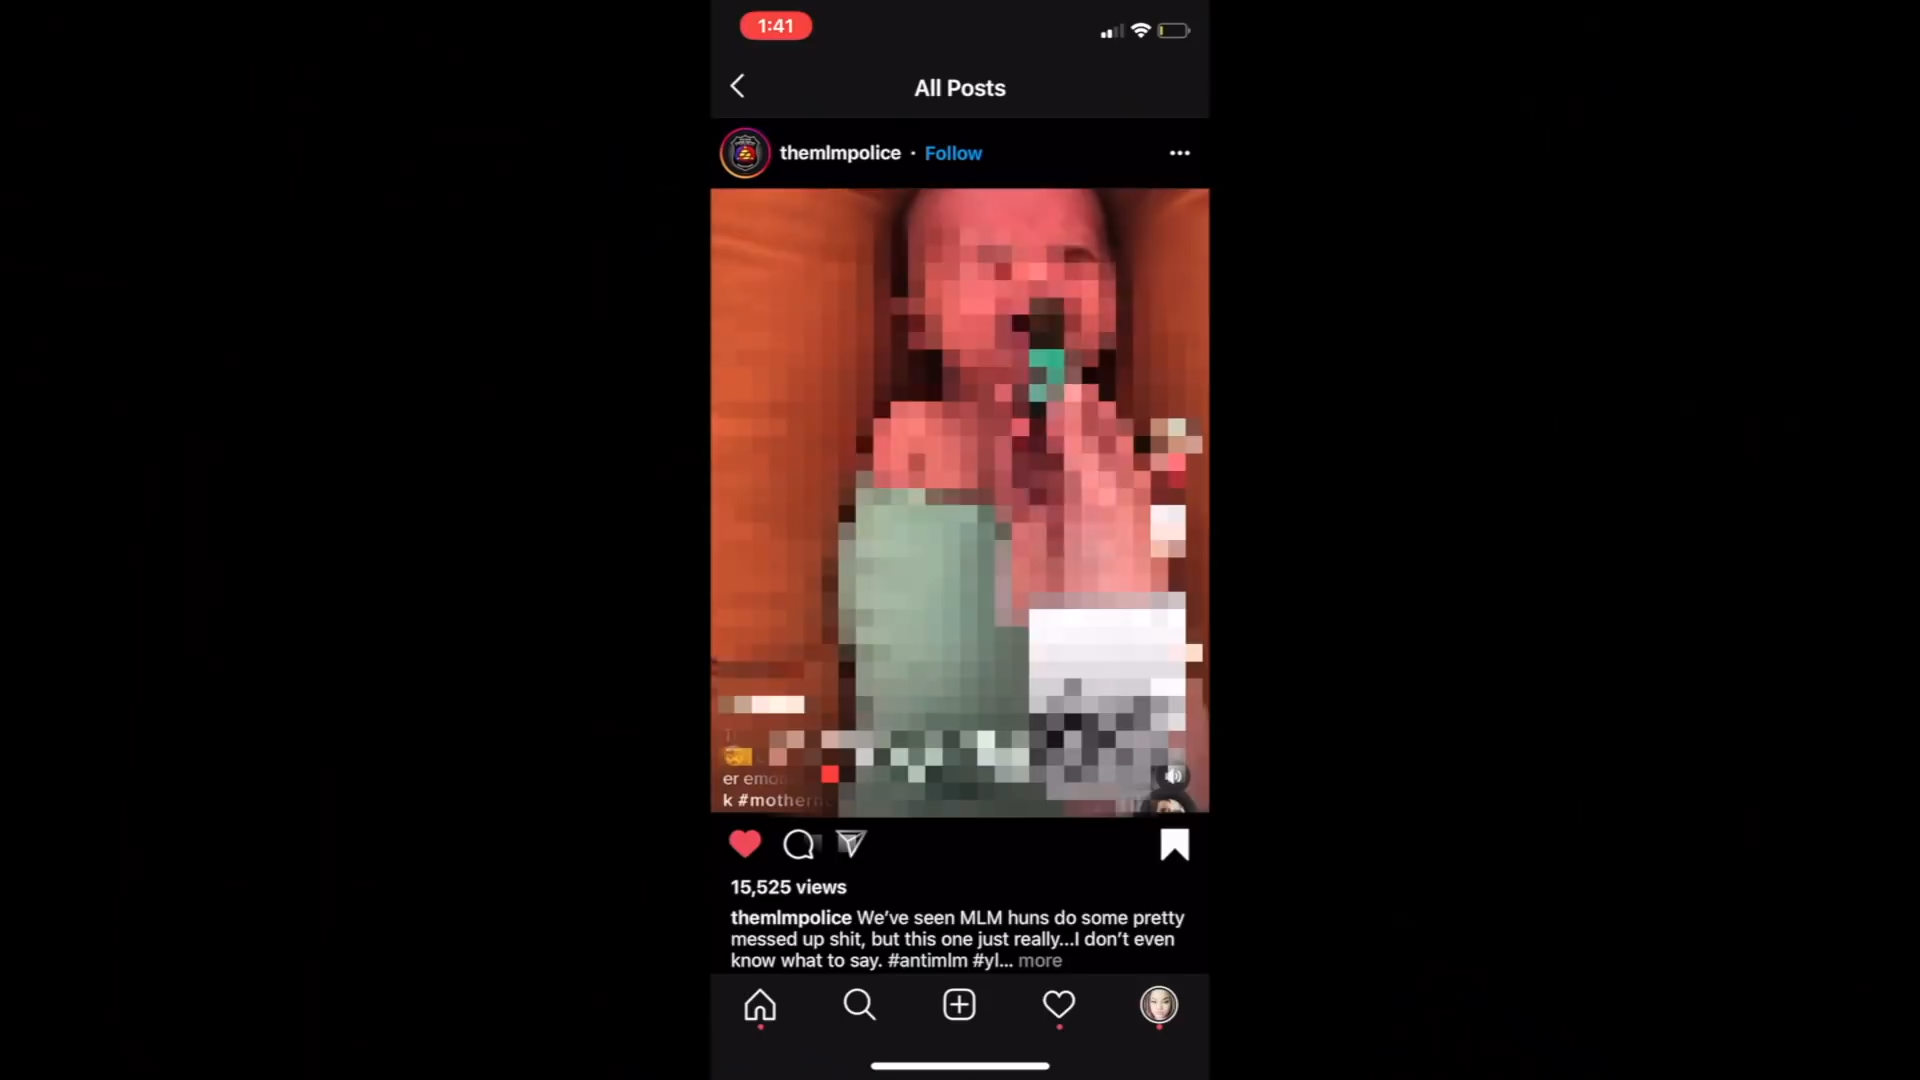 1:41
All Posts
themlmpolice · Follow
er emo
k #mothern
15,525 views
themlmpolice We've seen MLM huns do some pretty
messed up shit, but this one just really...I don't even
know what to say. #antimlm #yl... more